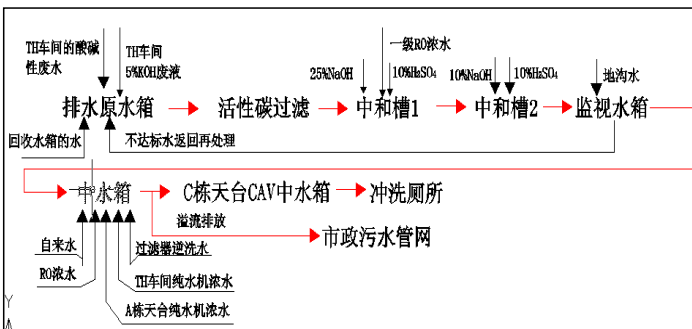 TH车间的酸碱
性废水
TH车间
5%KOH废液
一级RO浓水
25%NaOH
10%H₂SO₄
10%NaOH
10%H₂SO₄
地沟水
排水原水箱
活性碳过滤
中和槽1
中和槽2
监视水箱
回收水箱的水
不达标水返回再处理
中水箱
C栋天台CAV中水箱
冲洗厕所
溢流排放
市政污水管网
自来水
过滤器逆洗水
RO浓水
TH车间纯水机浓水
A栋天台纯水机浓水
Y